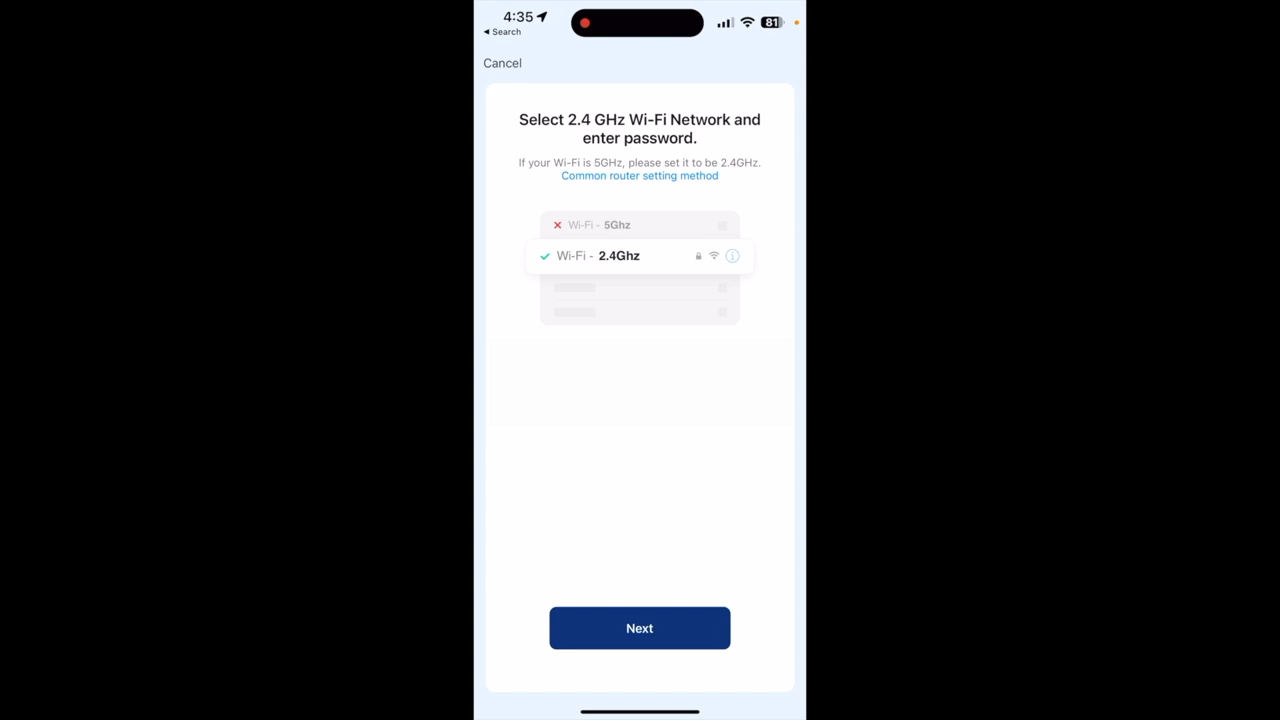 4:35
81
◀ Search
Cancel
Select 2.4 GHz Wi-Fi Network and
enter password.
If your Wi-Fi is 5GHz, please set it to be 2.4GHz.
Common router setting method
Wi-Fi - 5Ghz
Wi-Fi - 2.4Ghz
Next